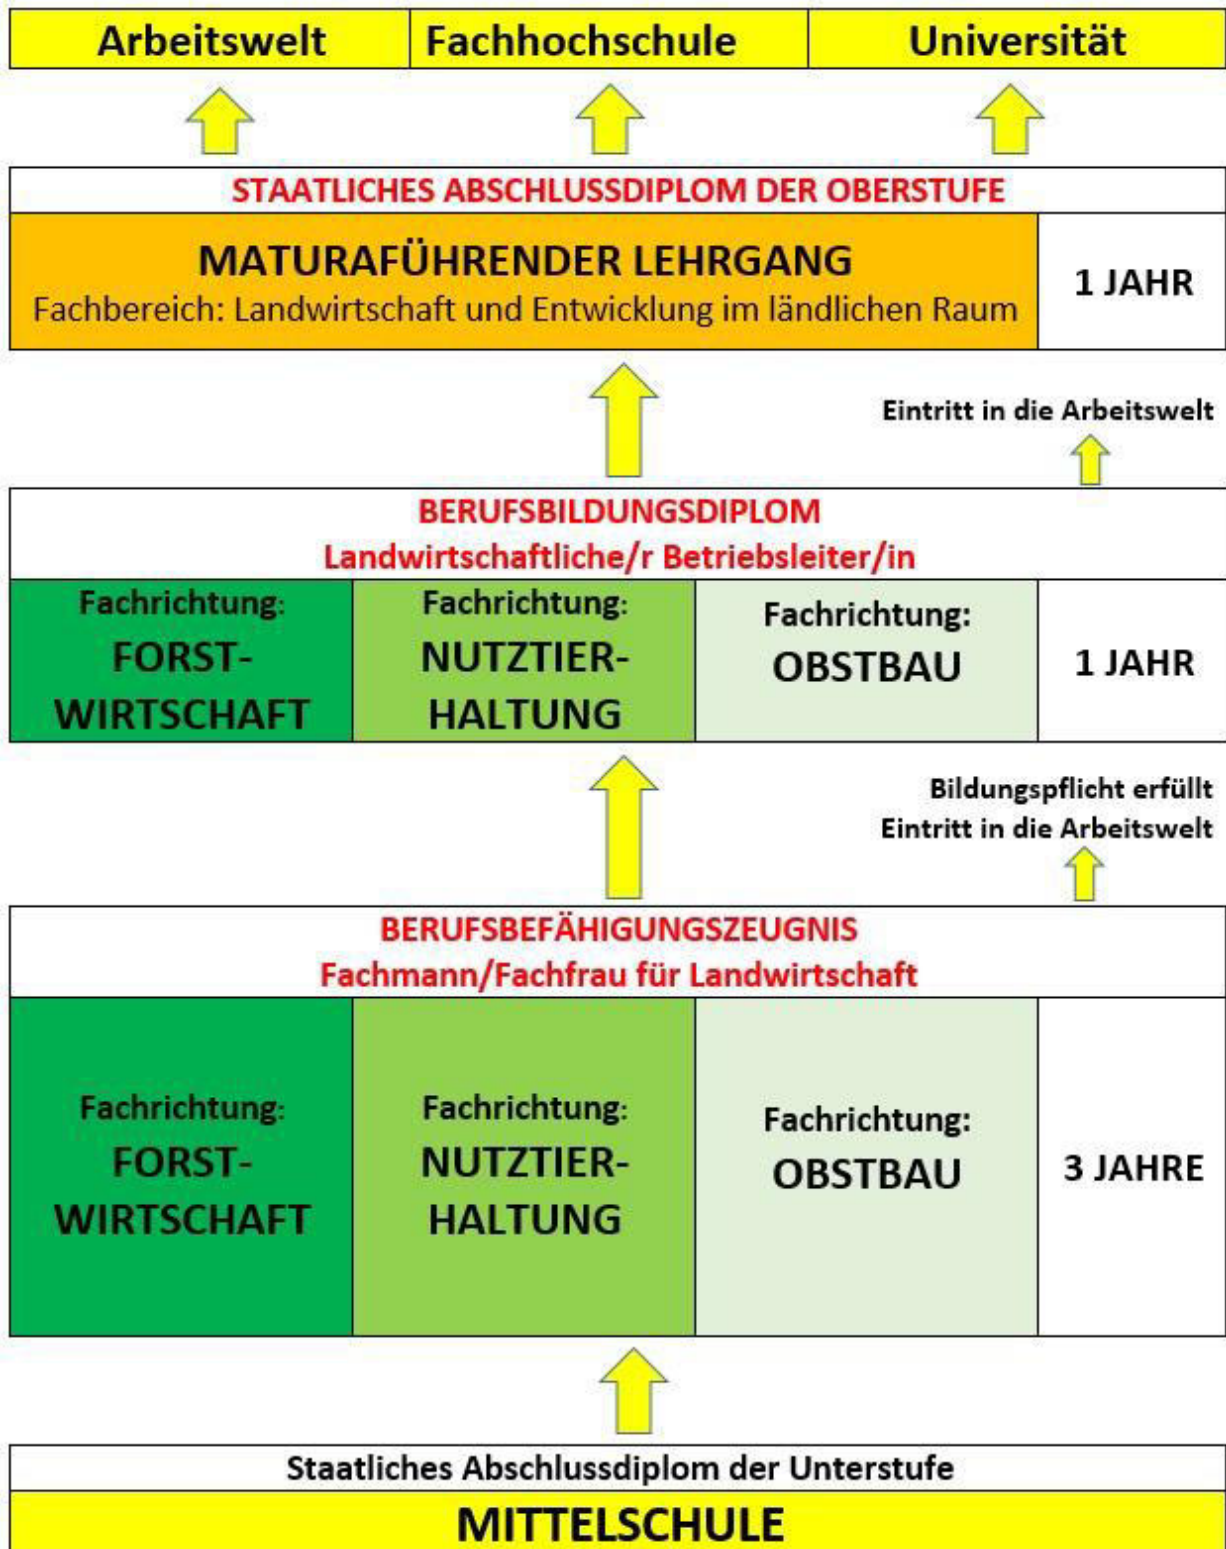 Arbeitswelt
Fachhochschule
Universität
STAATLICHES ABSCHLUSSDIPLOM DER OBERSTUFE
MATURAFÜHRENDER LEHRGANG
Fachbereich: Landwirtschaft und Entwicklung im ländlichen Raum
1 JAHR
Eintritt in die Arbeitswelt
BERUFSBILDUNGSDIPLOM
Landwirtschaftliche/r Betriebsleiter/in
Fachrichtung:
FORST-
WIRTSCHAFT
Fachrichtung:
NUTZTIER-
HALTUNG
Fachrichtung:
OBSTBAU
1 JAHR
Bildungspflicht erfüllt
Eintritt in die Arbeitswelt
BERUFSBEFÄHIGUNGSZEUGNIS
Fachmann/Fachfrau für Landwirtschaft
Fachrichtung:
FORST-
WIRTSCHAFT
Fachrichtung:
NUTZTIER-
HALTUNG
Fachrichtung:
OBSTBAU
3 JAHRE
Staatliches Abschlussdiplom der Unterstufe
MITTELSCHULE